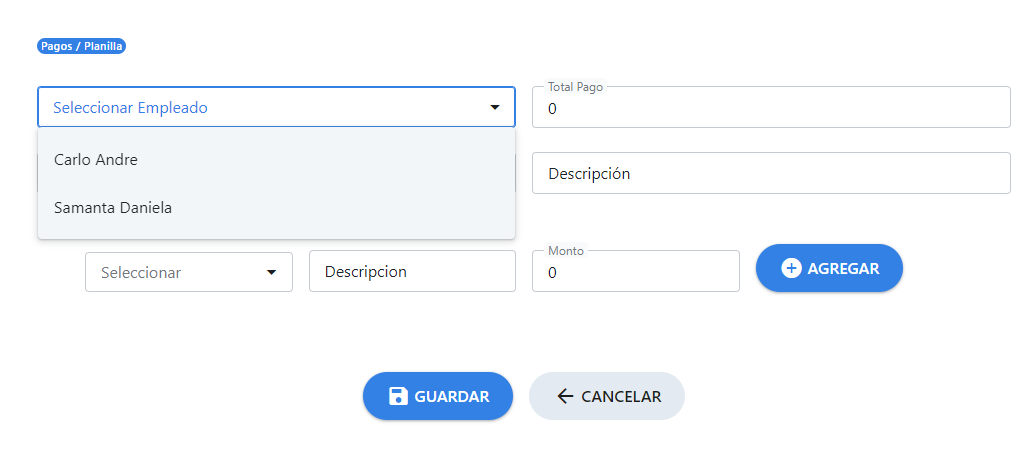 Pagos / Planilla
Seleccionar Empleado
Total Pago
0
Carlo Andre
Samanta Daniela
Descripción
Seleccionar
Descripcion
Monto
0
AGREGAR
GUARDAR
CANCELAR